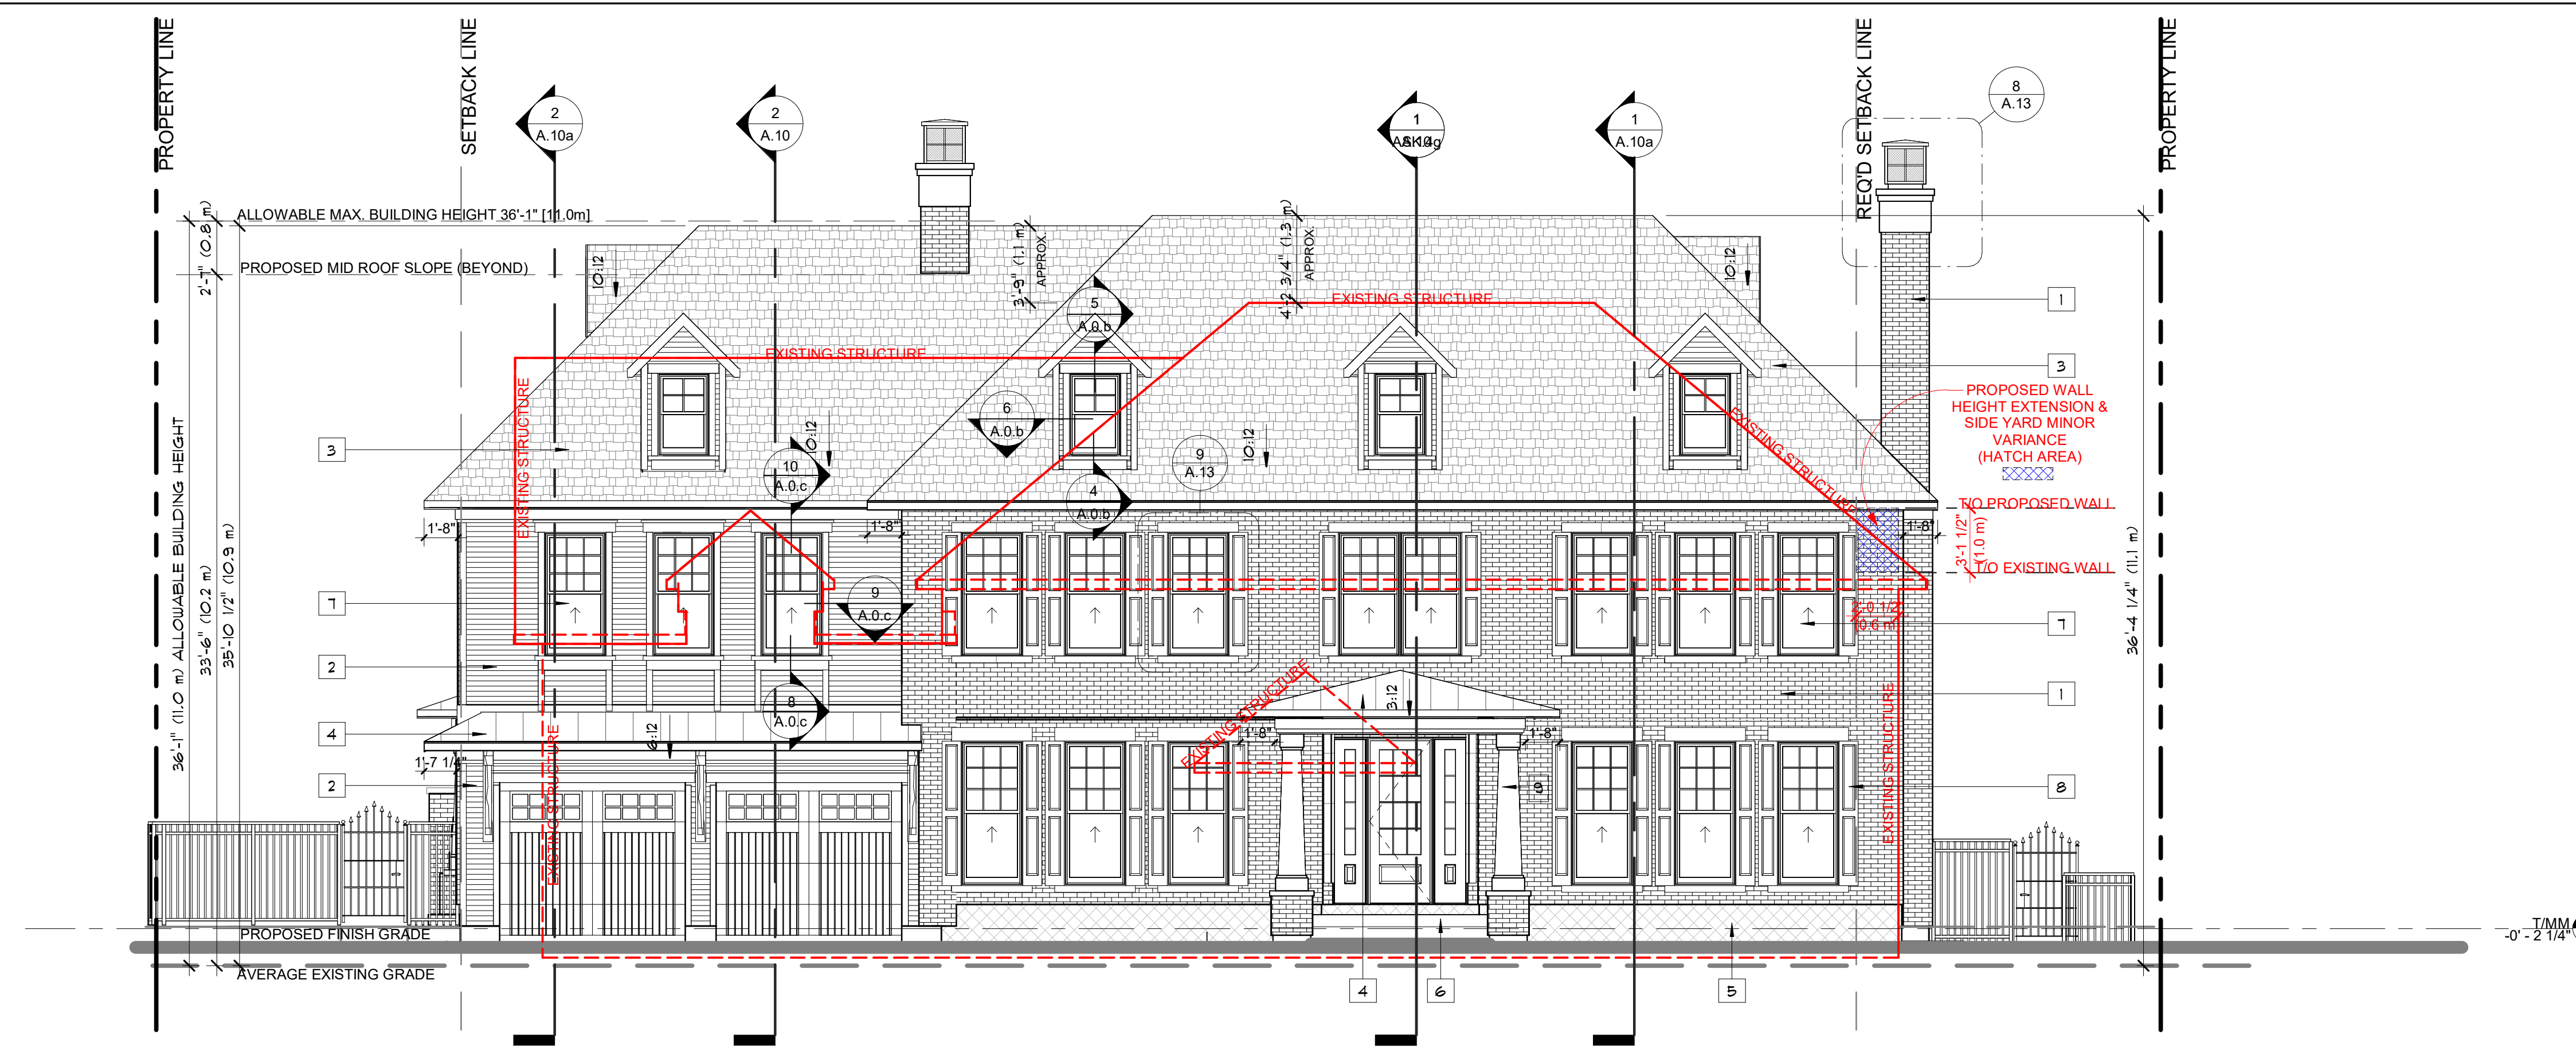 PROPERTY LINE
SETBACK LINE
REQ'D SETBACK LINE
PROPERTY LINE
2
A.10a
2
A.10
1
1
A.10a
8
A.13
ALLOWABLE MAX. BUILDING HEIGHT 36'-1" [11.0m]
PROPOSED MID ROOF SLOPE (BEYOND)
2'-7" (0.8 m)
36'-1" (11.0 m) ALLOWABLE BUILDING HEIGHT
33'-6" (10.2 m)
35'-10 1/2" (10.9 m)
10:12
3'-9" (1.1 m)
APPROX.
4'-2 3/4" (1.3 m)
APPROX.
10:12
5
A.0.b
EXISTING STRUCTURE
EXISTING STRUCTURE
EXISTING STRUCTURE
EXISTING STRUCTURE
6
A.0.b
10:12
10
A.0.c
9
A.13
10:12
4
A.0.b
1
3
PROPOSED WALL
HEIGHT EXTENSION &
SIDE YARD MINOR
VARIANCE
(HATCH AREA)
T/O PROPOSED WALL
3'-1 1/2"
(1.0 m)
T/O EXISTING WALL
1'-8"
1'-8"
1'-8"
2'-0 1/2"
(0.6 m)
36'-4 1/4" (11.1 m)
3
7
2
4
2
9
A.0.c
8
A.0.c
7
1
8
EXISTING STRUCTURE
EXISTING STRUCTURE
EXISTING STRUCTURE
3:12
6:12
1'-8"
1'-8"
1'-7 1/4"
PROPOSED FINISH GRADE
AVERAGE EXISTING GRADE
T/MM
-0' - 2 1/4"
4
6
5